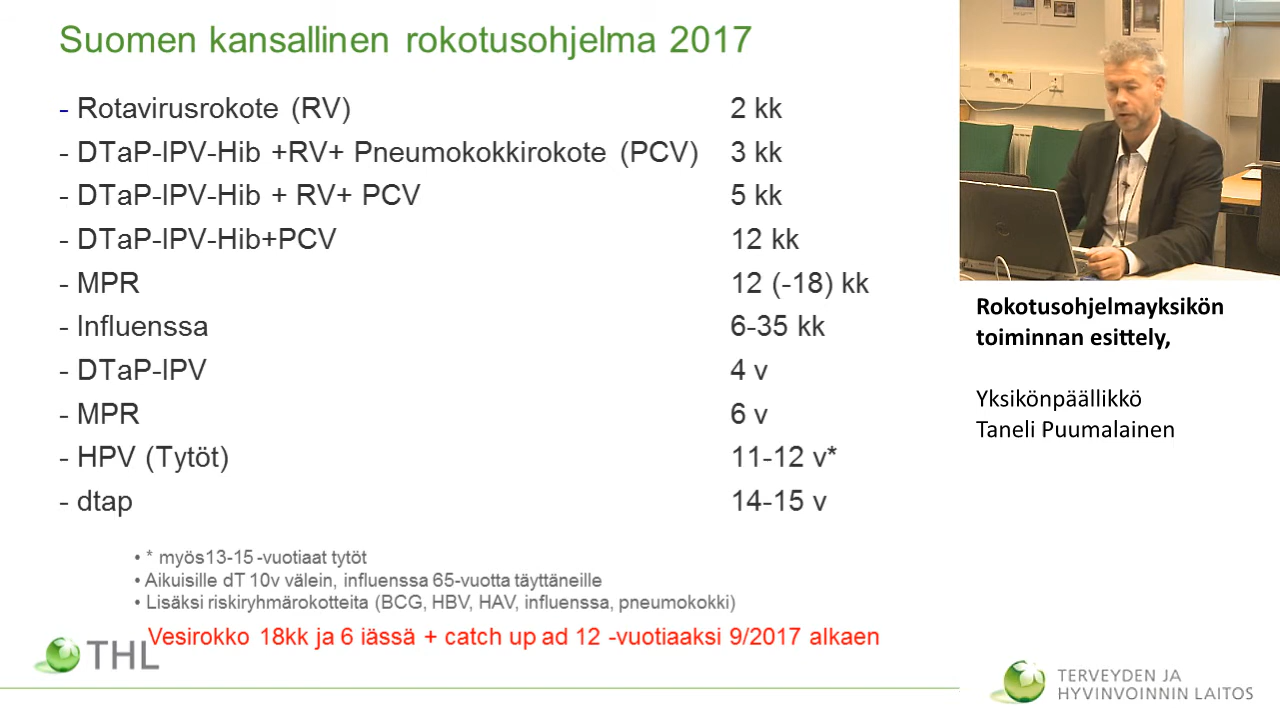 Suomen kansallinen rokotusohjelma 2017
- Rotavirusrokote (RV) 2 kk
- DTaP-IPV-Hib +RV+ Pneumokokkirokote (PCV) 3 kk
- DTaP-IPV-Hib + RV+ PCV 5 kk
- DTaP-IPV-Hib+PCV 12 kk
- MPR 12 (-18) kk
- Influenssa 6-35 kk
- DTaP-IPV 4 v
- MPR 6 v
- HPV (Tytöt) 11-12 v*
- dtap 14-15 v
• * myös13-15 -vuotiaat tytöt
• Aikuisille dT 10v välein, influenssa 65-vuotta täyttäneille
• Lisäksi riskiryhmärokotteita (BCG, HBV, HAV, influenssa, pneumokokki)
Vesirokko 18kk ja 6 iässä + catch up ad 12 -vuotiaaksi 9/2017 alkaen
THL
Rokotusohjelmayksikön
toiminnan esittely,
Yksikönpäällikkö
Taneli Puumalainen
TERVEYDEN JA
HYVINVOINNIN LAITOS